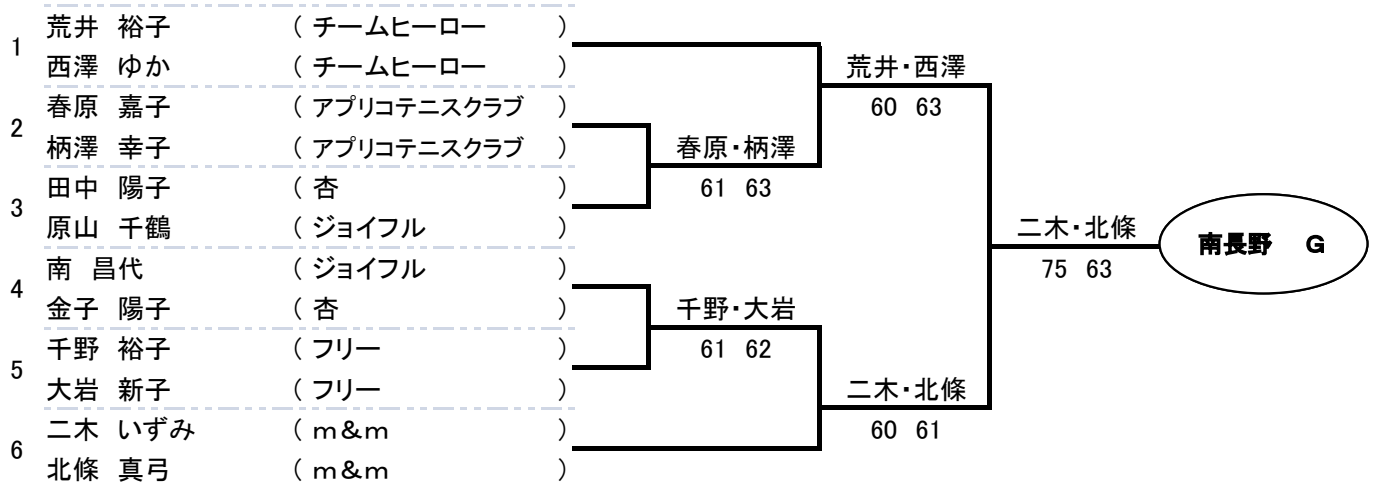 荒井 裕子 ( チームヒーロー )
1
西澤 ゆか ( チームヒーロー ) 荒井・西澤
春原 嘉子 ( アプリコテニスクラブ ) 60 63
2
柄澤 幸子 ( アプリコテニスクラブ ) 春原・柄澤
田中 陽子 ( 杏 ) 61 63
3
原山 千鶴 ( ジョイフル ) 二木・北條 南長野 G
南 昌代 ( ジョイフル ) 75 63
4
金子 陽子 ( 杏 ) 千野・大岩
千野 裕子 ( フリー ) 61 62
5
大岩 新子 ( フリー ) 二木・北條
二木 いずみ ( m&m ) 60 61
6
北條 真弓 ( m&m )